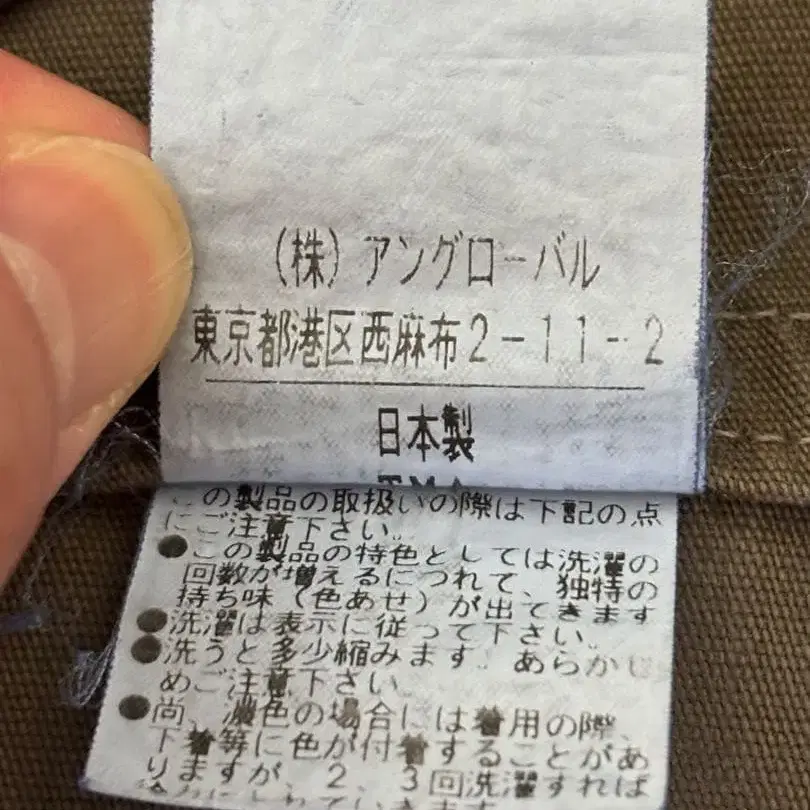 (株)アングローバル
東京都港区西麻布2-11-2
日本製
この製品の取扱いの際は下記の点
にご注意下さい。
●この製品の特色としては洗濯の
回数が増えるにつれて、独特の
持ち味(色あせ)が出てきます
●洗濯は表示に従って下さい。
●洗うと多少縮みます。あらかじ
めご注意下さい。
●尚、濃色の場合には着用の際、
下着等に色が付着することがあ
りますが、2、3回洗濯すれば